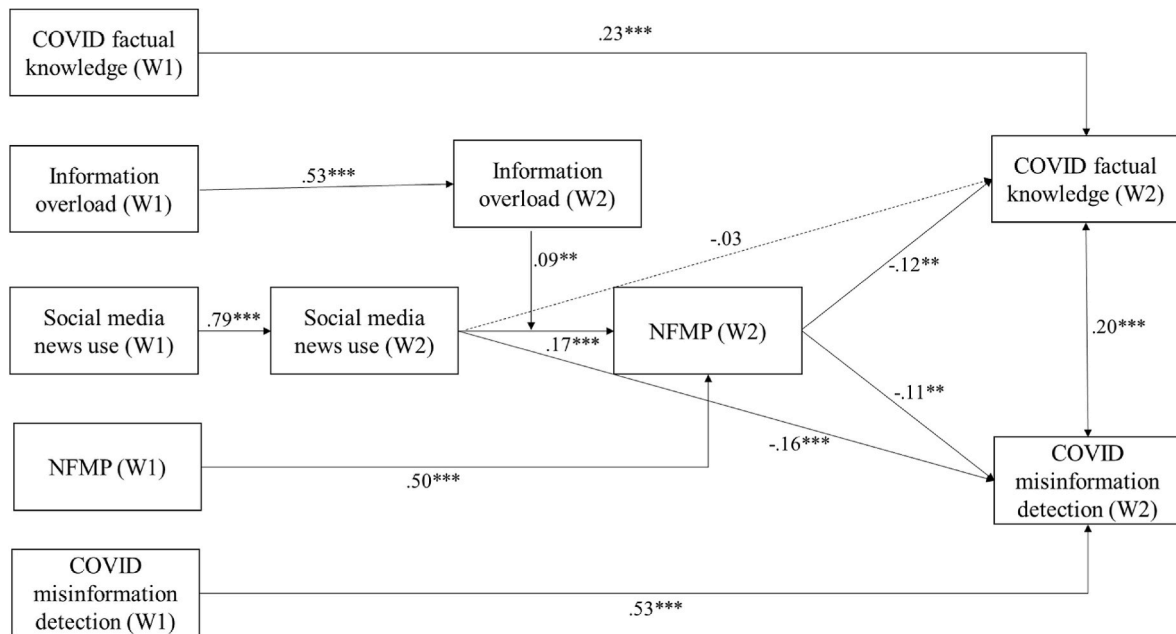 COVID factual
knowledge (W1)
.23***
Information
overload (W1)
.53***
Information
overload (W2)
COVID factual
knowledge (W2)
-.03
.09**
-.12**
Social media
news use (W1)
.79***
Social media
news use (W2)
.17***
NFMP (W2)
.20***
-.11**
-.16***
NFMP (W1)
.50***
COVID
misinformation
detection (W2)
COVID
misinformation
detection (W1)
.53***